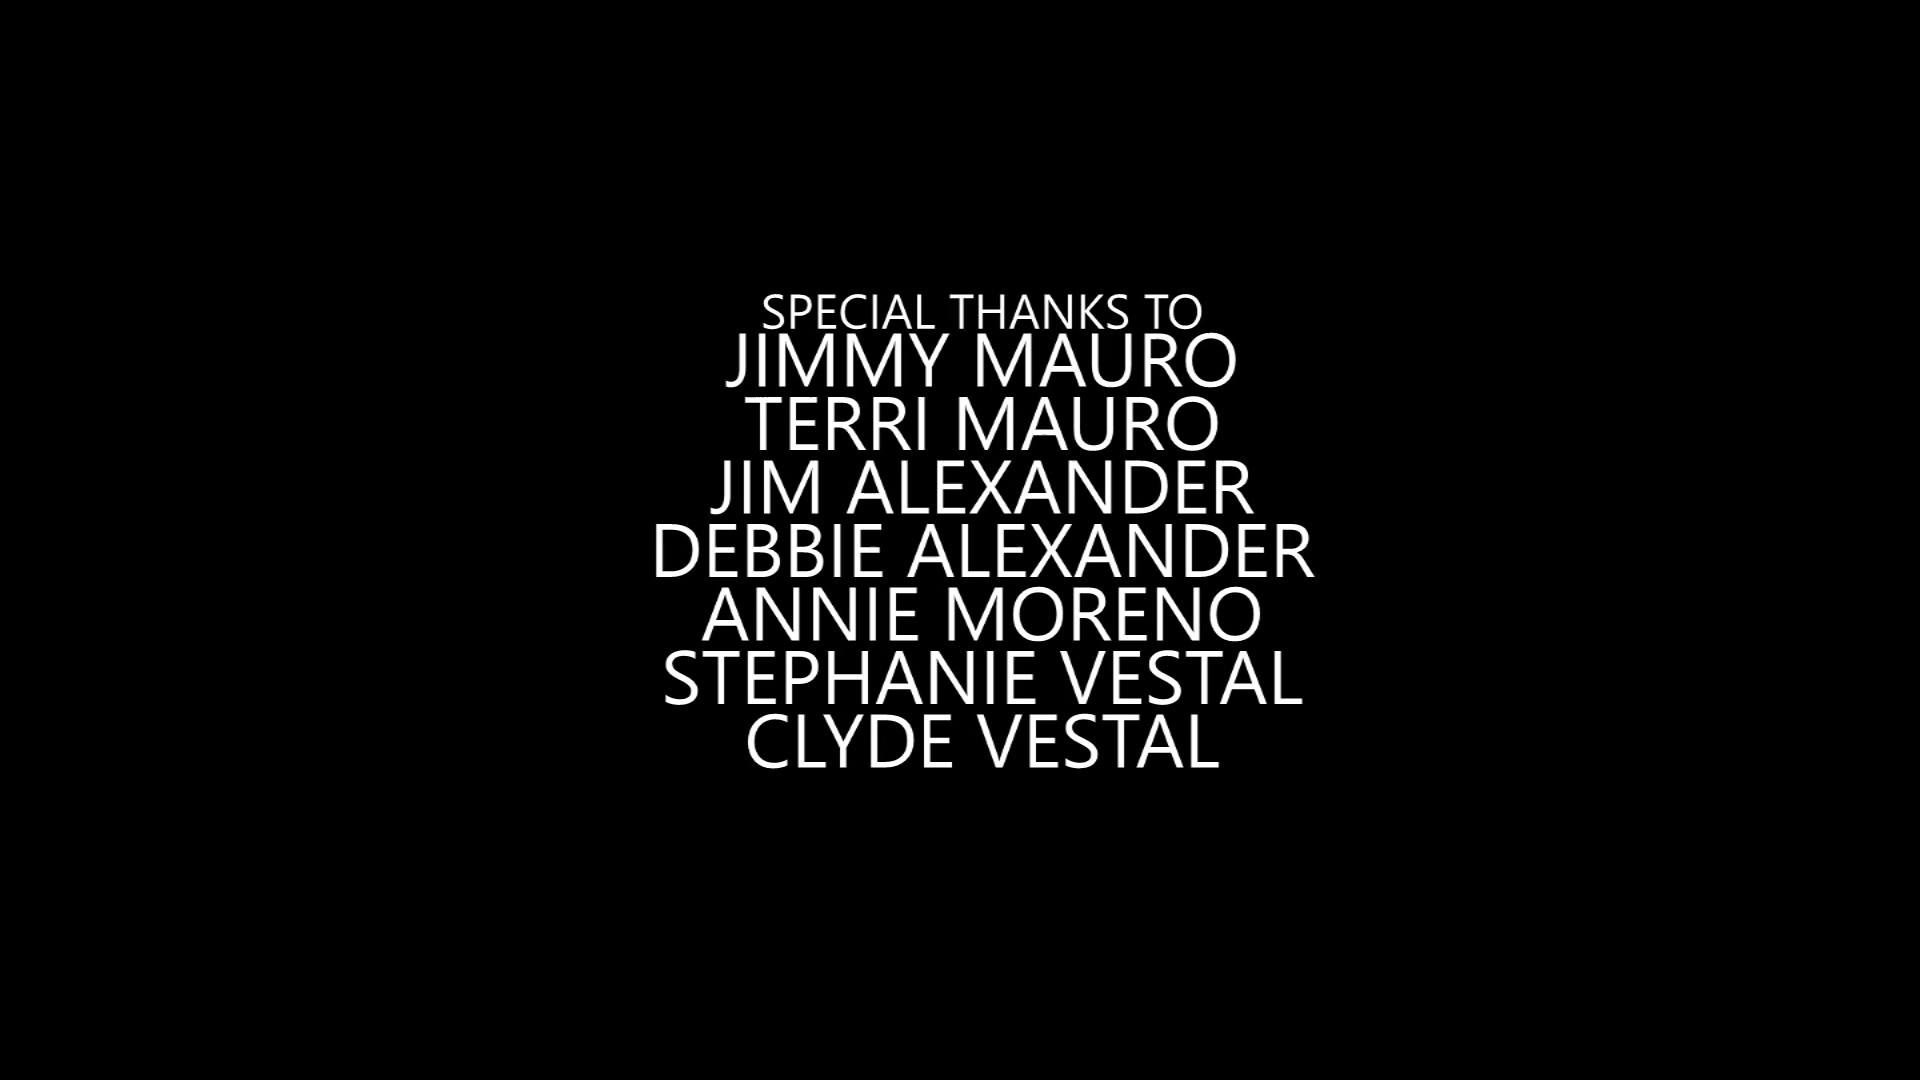 SPECIAL THANKS TO
JIMMY MAURO
TERRI MAURO
JIM ALEXANDER
DEBBIE ALEXANDER
ANNIE MORENO
STEPHANIE VESTAL
CLYDE VESTAL